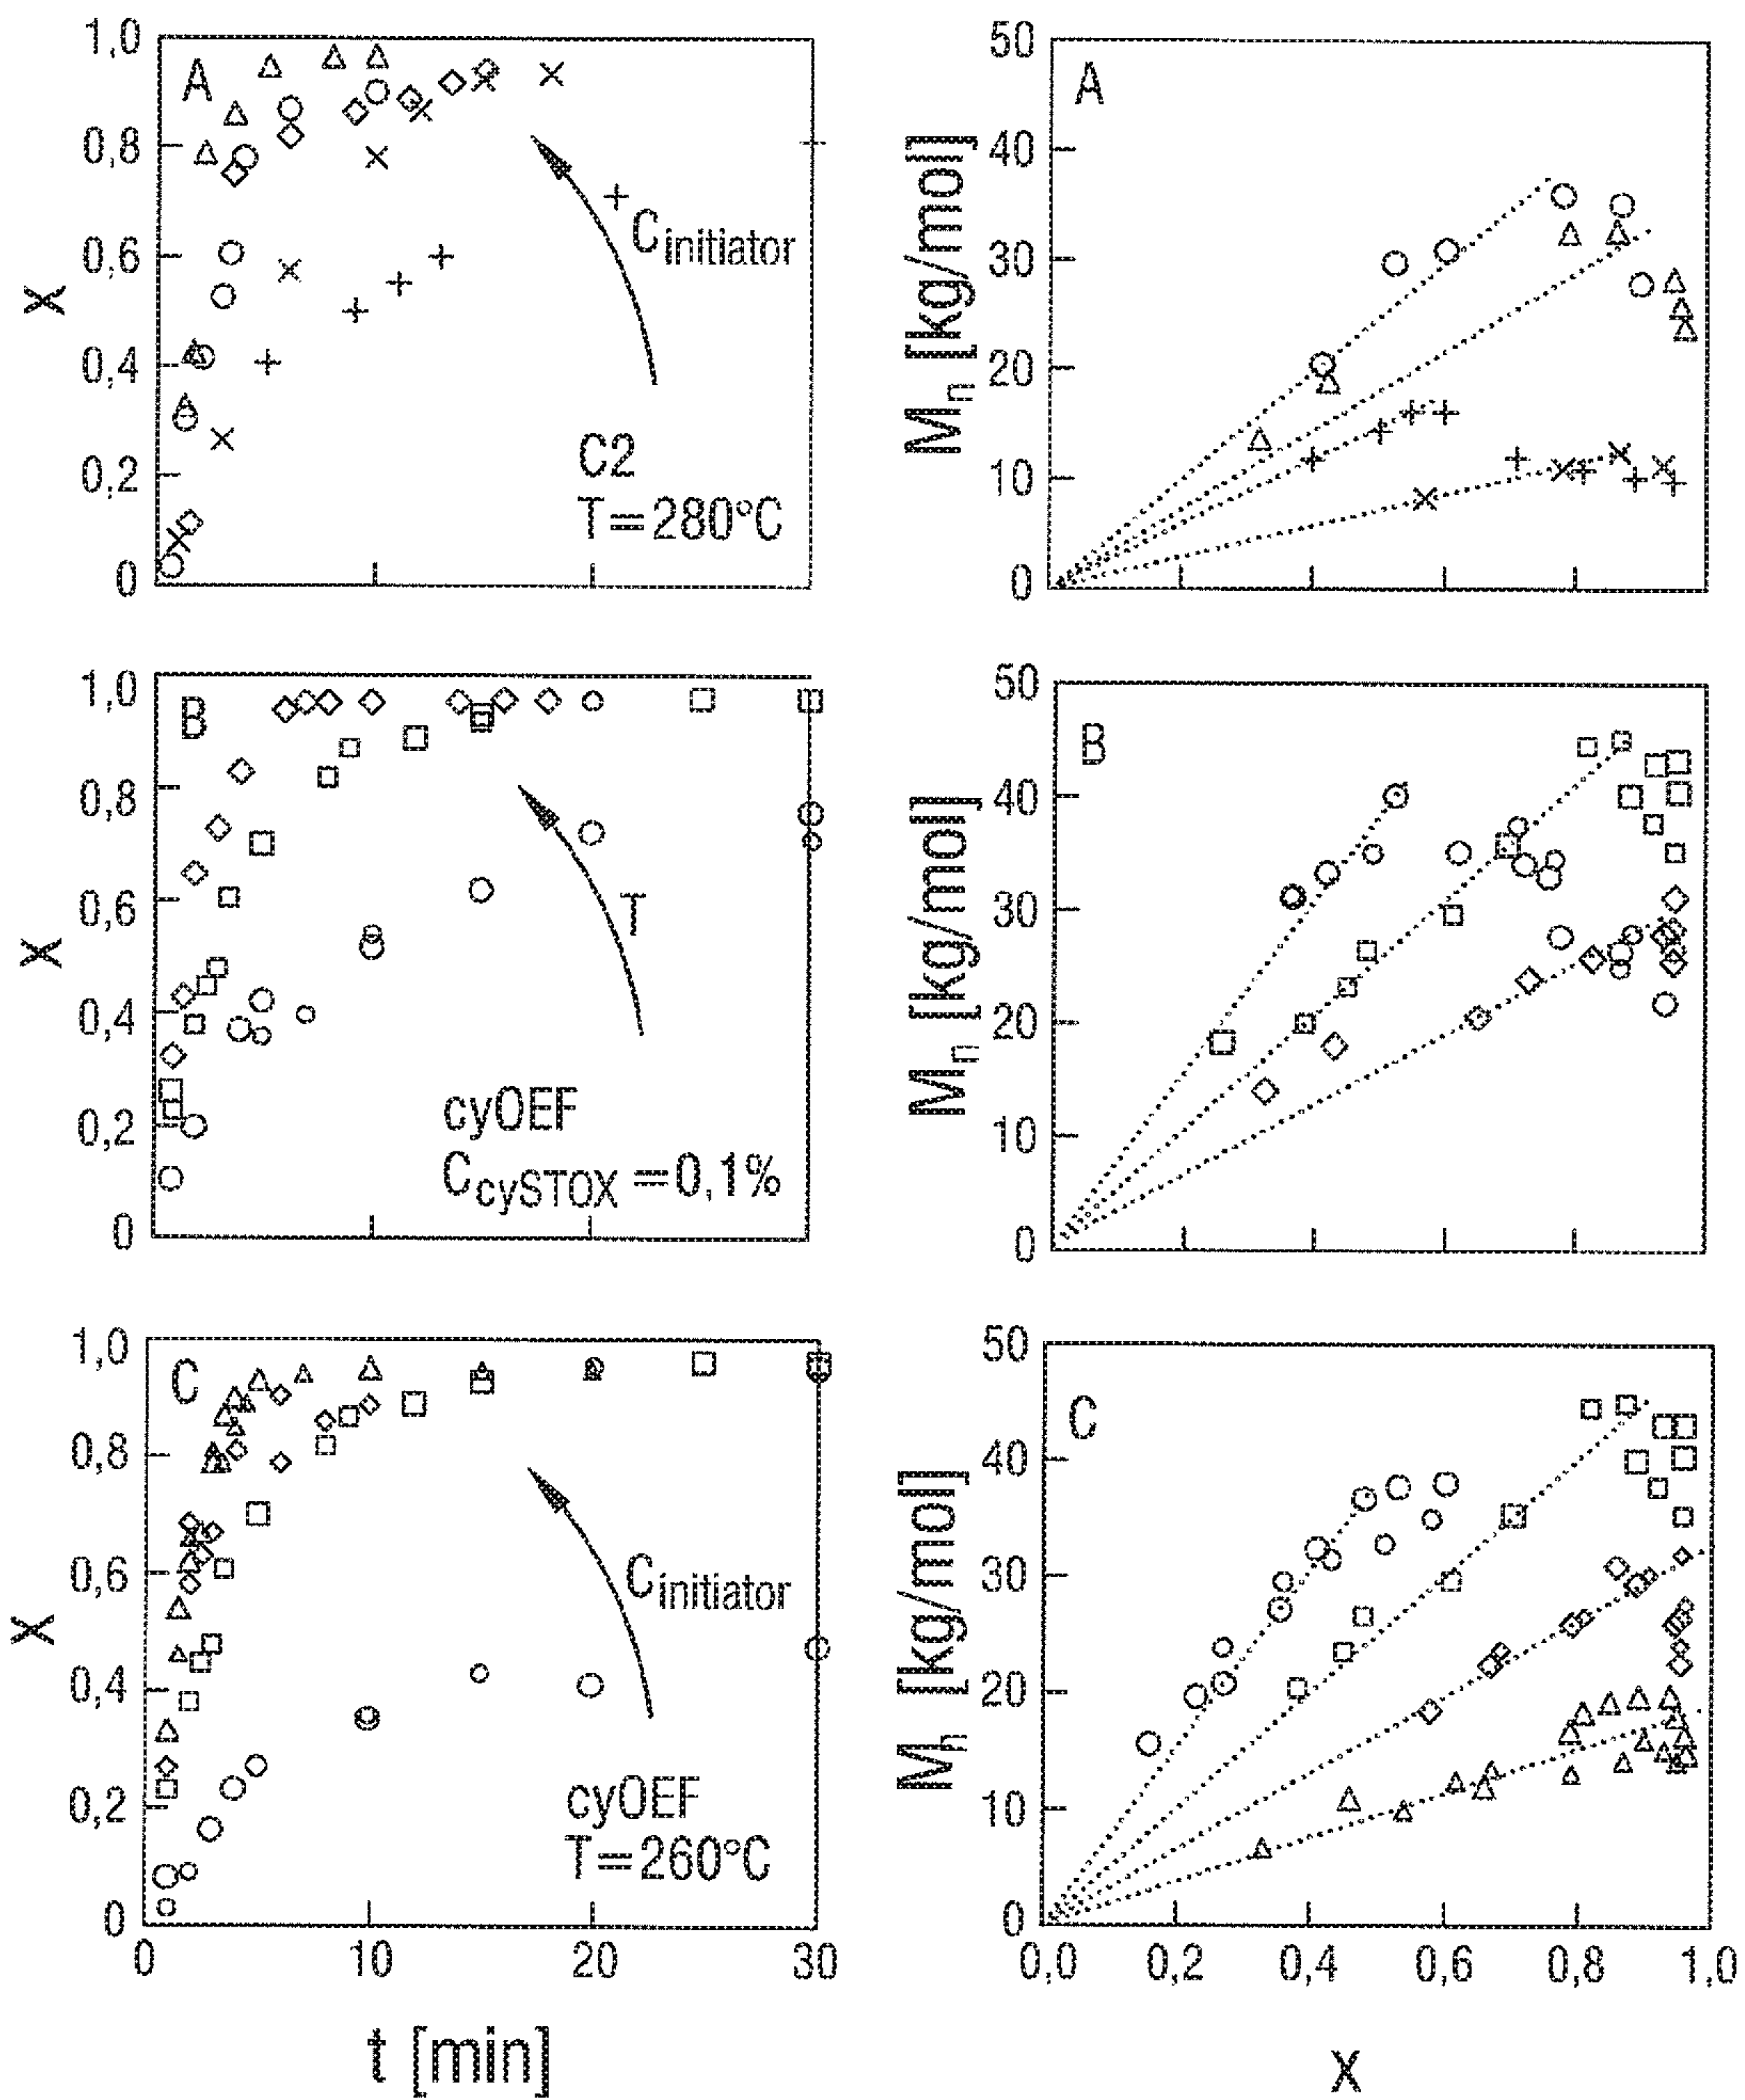 1,0
0,8
0,6
0,4
0,2
0
X
A
C initiator
C2
T=280°C
50
40
30
20
10
0
Mn [kg/mol]
A
1,0
0,8
0,6
0,4
0,2
0
X
B
T
cyOEF
C cySTOX =0,1%
50
40
30
20
10
0
Mn [kg/mol]
B
1,0
0,8
0,6
0,4
0,2
0
X
C
C initiator
cyOEF
T=260°C
0 10 20 30
t [min]
50
40
30
20
10
0
Mn [kg/mol]
C
0,0 0,2 0,4 0,6 0,8 1,0
X